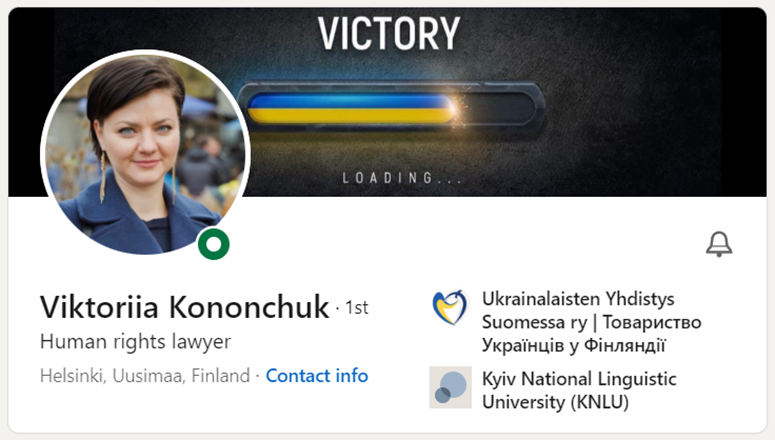 VICTORY
LOADING...
Viktoriia Kononchuk · 1st
Human rights lawyer
Helsinki, Uusimaa, Finland · Contact info
Ukrainalaisten Yhdistys
Suomessa ry | Товариство
Українців у Фінляндії
Kyiv National Linguistic
University (KNLU)